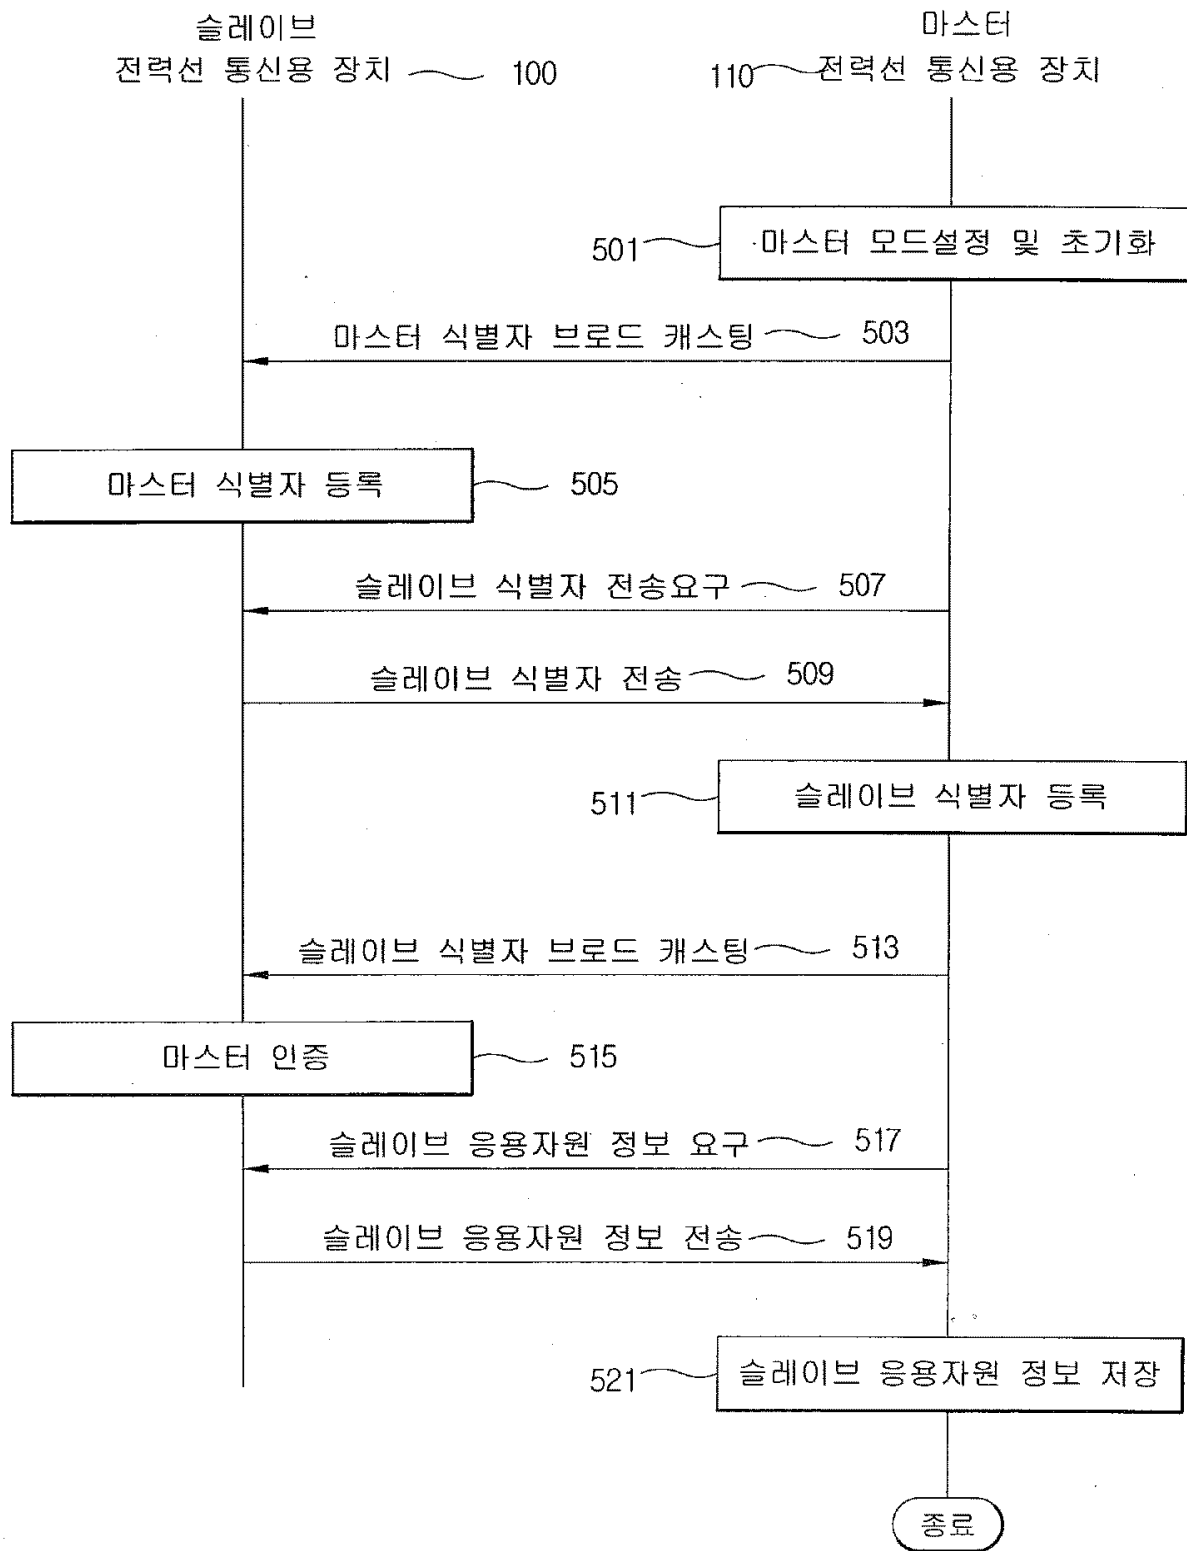 슬레이브
전력선 통신용 장치 100
마스터
110 전력선 통신용 장치
501 마스터 모드설정 및 초기화
마스터 식별자 브로드 캐스팅 503
마스터 식별자 등록 505
슬레이브 식별자 전송요구 507
슬레이브 식별자 전송 509
511 슬레이브 식별자 등록
슬레이브 식별자 브로드 캐스팅 513
마스터 인증 515
슬레이브 응용자원 정보 요구 517
슬레이브 응용자원 정보 전송 519
521 슬레이브 응용자원 정보 저장
종료